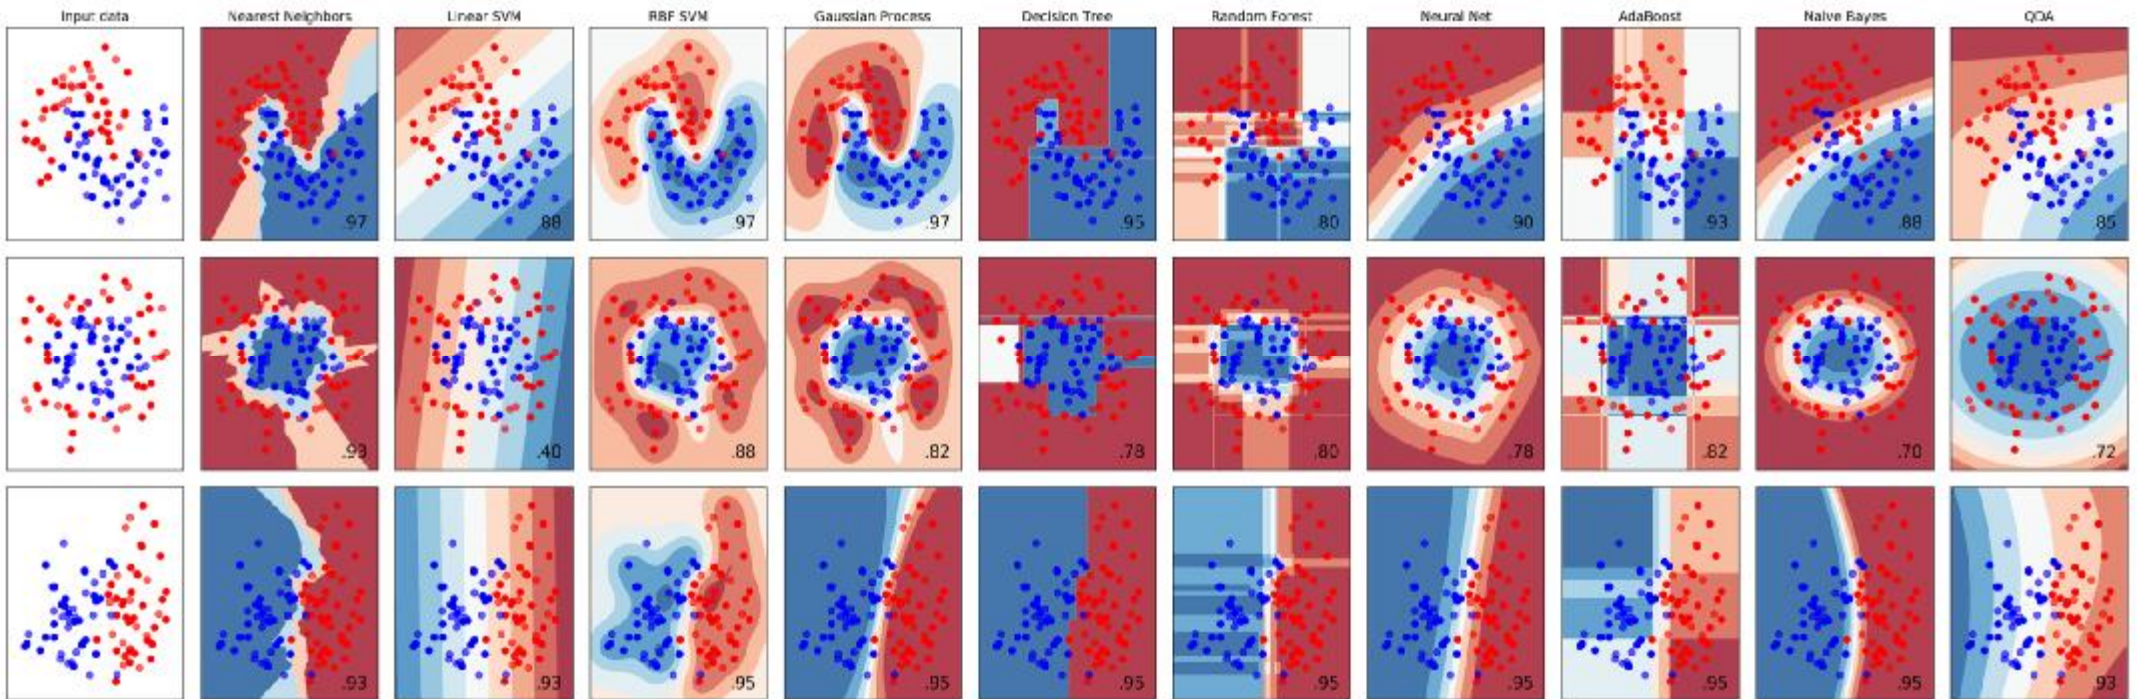 Input data Nearest Neighbors Linear SVM RBF SVM Gaussian Process Decision Tree Random Forest Neural Net AdaBoost Naive Bayes QDA
.97 .88 .97 .97 .95 .80 .90 .93 .88 .85
.93 .40 .88 .82 .78 .80 .78 .82 .70 .72
.93 .93 .95 .95 .95 .95 .95 .95 .95 .93